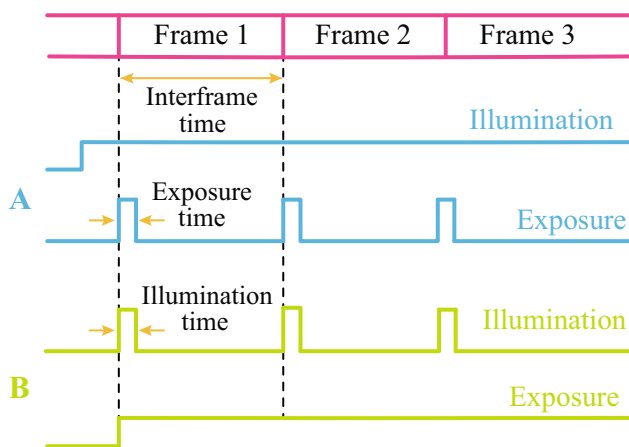 Frame 1 Frame 2 Frame 3
Interframe
time
Illumination
A
Exposure
time
Exposure
Illumination
time
Illumination
B
Exposure